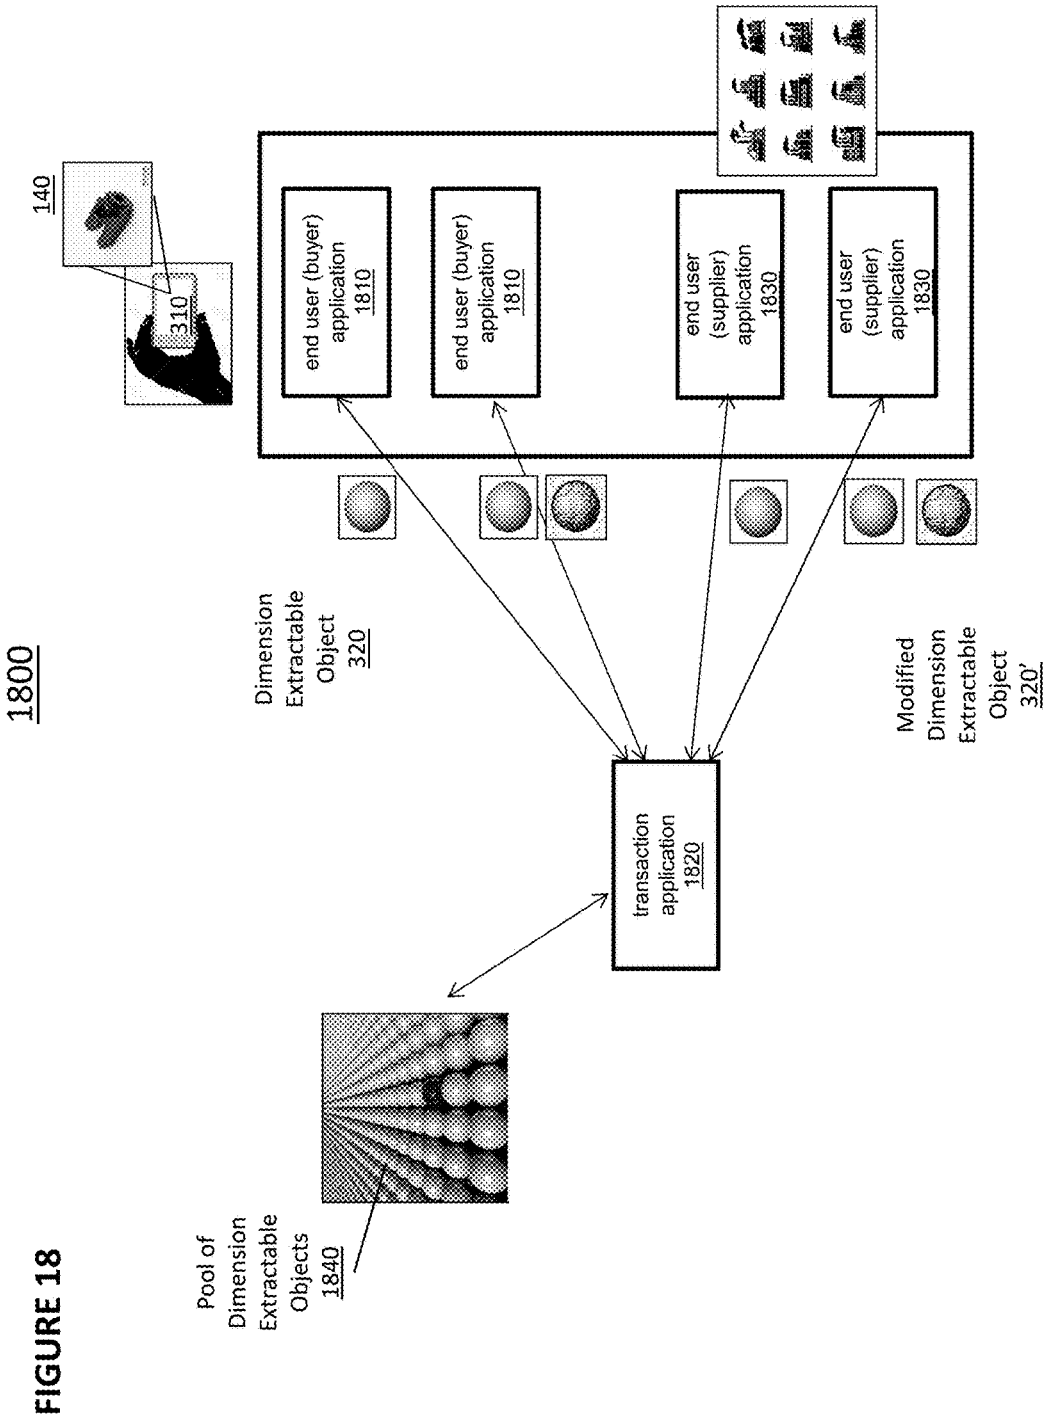 FIGURE 18
1800
140
310
end user (buyer)
application
1810
end user (buyer)
application
1810
end user
(supplier)
application
1830
end user
(supplier)
application
1830
Dimension
Extractable
Object
320
Modified
Dimension
Extractable
Object
320'
transaction
application
1820
Pool of
Dimension
Extractable
Objects
1840